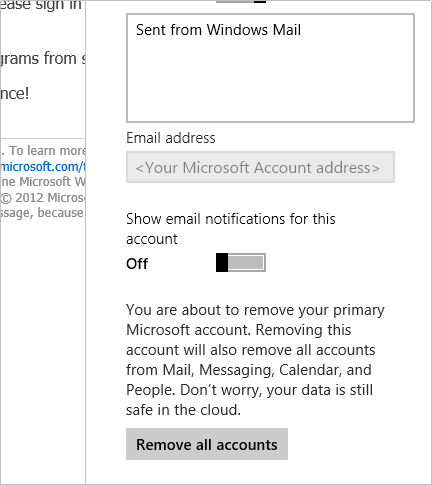 ease sign in
grams from s
nce!
. To learn more
microsoft.com/f
ine Microsoft W
© 2012 Microso
ssage, because
Sent from Windows Mail
Email address
<Your Microsoft Account address>
Show email notifications for this
account
Off
You are about to remove your primary
Microsoft account. Removing this
account will also remove all accounts
from Mail, Messaging, Calendar, and
People. Don't worry, your data is still
safe in the cloud.
Remove all accounts